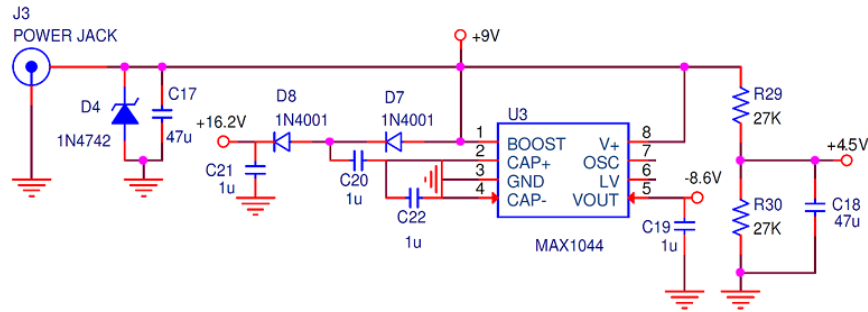 J3
POWER JACK
+9V
D4
1N4742
C17
47u
+16.2V
D8
1N4001
D7
1N4001
C21
1u
C20
1u
C22
1u
U3
1 BOOST V+ 8
2 CAP+ OSC 7
3 GND LV 6
4 CAP- VOUT 5
MAX1044
-8.6V
C19
1u
R29
27K
+4.5V
R30
27K
C18
47u